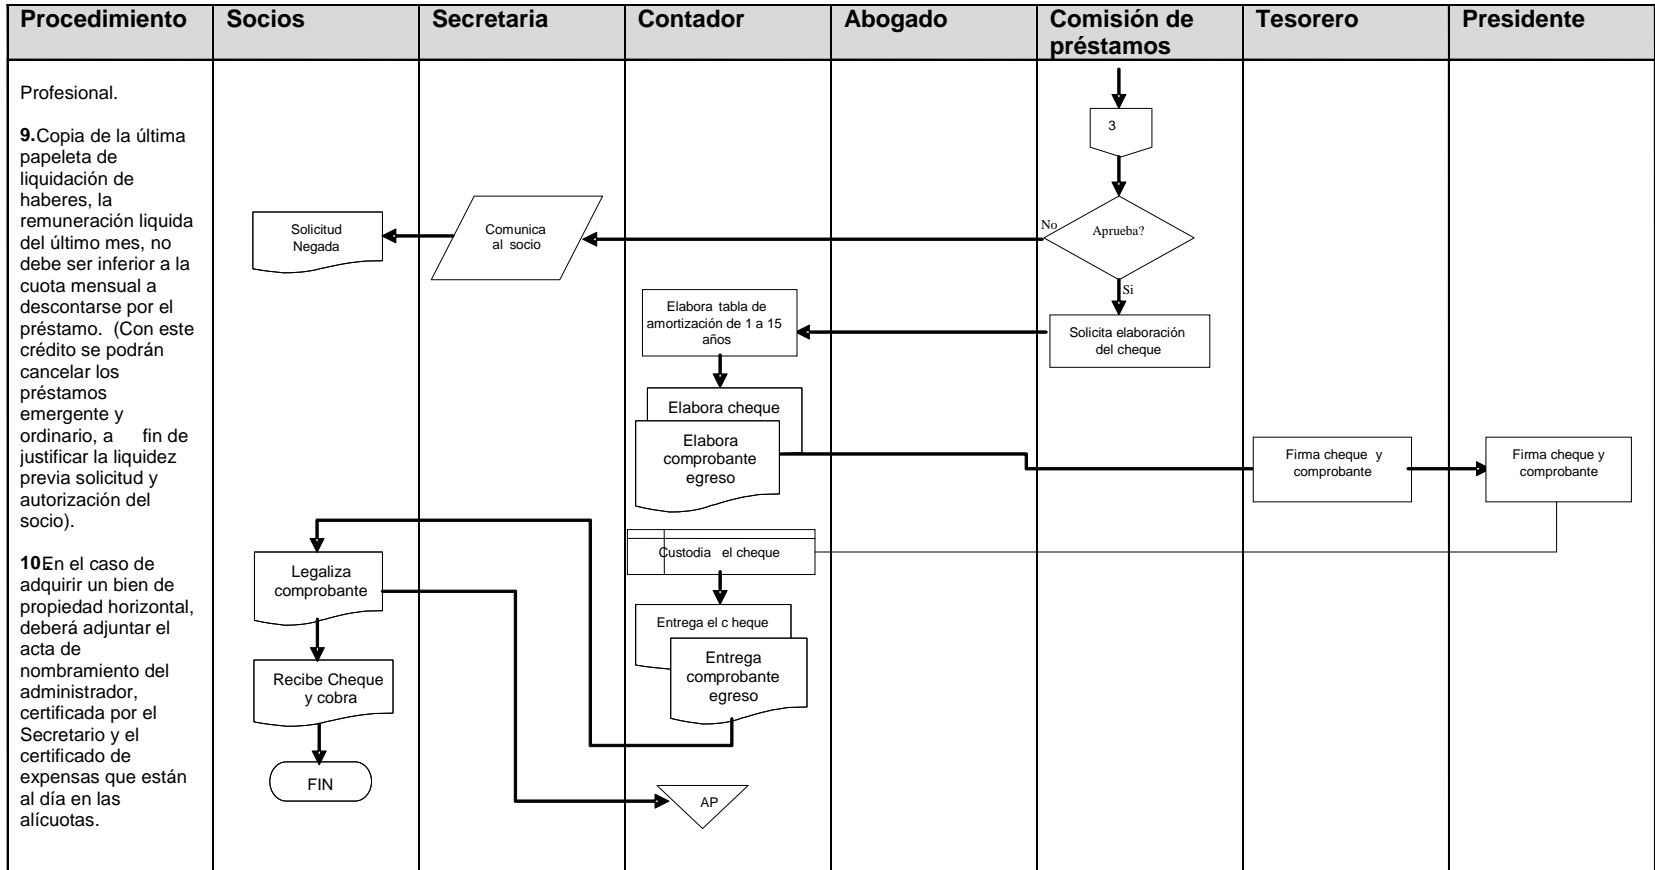 Procedimiento
Socios
Secretaria
Contador
Abogado
Comisión de
préstamos
Tesorero
Presidente
Profesional.
9.Copia de la última
papeleta de
liquidación de
haberes, la
remuneración liquida
del último mes, no
debe ser inferior a la
cuota mensual a
descontarse por el
préstamo. (Con este
crédito se podrán
cancelar los
préstamos
emergente y
ordinario, a fin de
justificar la liquidez
previa solicitud y
autorización del
socio).
10En el caso de
adquirir un bien de
propiedad horizontal,
deberá adjuntar el
acta de
nombramiento del
administrador,
certificada por el
Secretario y el
certificado de
expensas que están
al día en las
alícuotas.
3
Aprueba?
No
Si
Comunica
al socio
Solicitud
Negada
Solicita elaboración
del cheque
Elabora tabla de
amortización de 1 a 15
años
Elabora cheque
Elabora
comprobante
egreso
Firma cheque y
comprobante
Firma cheque y
comprobante
Custodia el cheque
Entrega el c heque
Entrega
comprobante
egreso
Legaliza
comprobante
Recibe Cheque
y cobra
FIN
AP